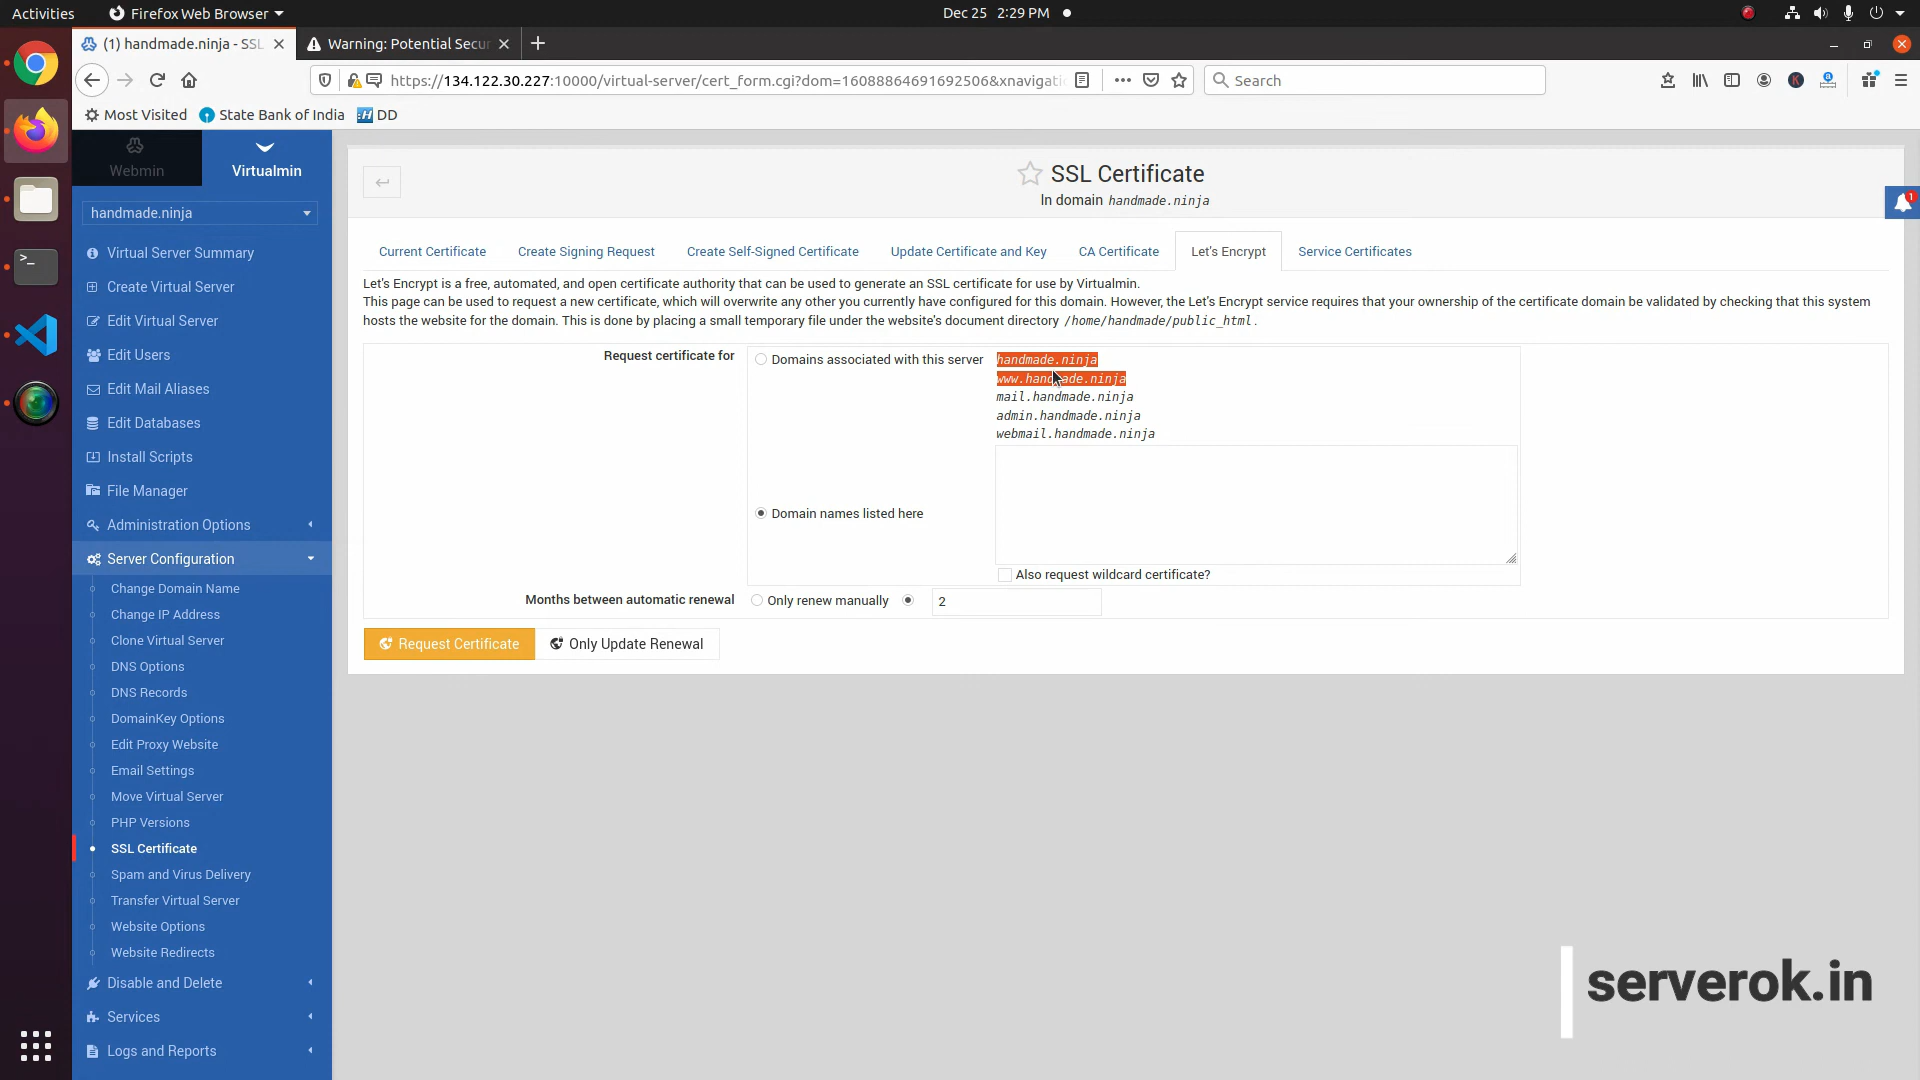 Activities
Firefox Web Browser
Dec 25 2:29 PM
(1) handmade.ninja - SSL
Warning: Potential Secu
https://134.122.30.227:10000/virtual-server/cert_form.cgi?dom=16088864691692506&xnavigati
Search
Most Visited
State Bank of India
:H DD
Webmin
Virtualmin
handmade.ninja
Virtual Server Summary
Create Virtual Server
Edit Virtual Server
Edit Users
Edit Mail Aliases
Edit Databases
Install Scripts
File Manager
Administration Options
Server Configuration
Change Domain Name
Change IP Address
Clone Virtual Server
DNS Options
DNS Records
DomainKey Options
Edit Proxy Website
Email Settings
Move Virtual Server
PHP Versions
SSL Certificate
Spam and Virus Delivery
Transfer Virtual Server
Website Options
Website Redirects
Disable and Delete
Services
Logs and Reports
SSL Certificate
In domain handmade.ninja
1
Current Certificate
Create Signing Request
Create Self-Signed Certificate
Update Certificate and Key
CA Certificate
Let's Encrypt
Service Certificates
Let's Encrypt is a free, automated, and open certificate authority that can be used to generate an SSL certificate for use by Virtualmin.
This page can be used to request a new certificate, which will overwrite any other you currently have configured for this domain. However, the Let's Encrypt service requires that your ownership of the certificate domain be validated by checking that this system
hosts the website for the domain. This is done by placing a small temporary file under the website's document directory /home/handmade/public_html.
Request certificate for
Domains associated with this server
handmade.ninja
www.handmade.ninja
mail.handmade.ninja
admin.handmade.ninja
webmail.handmade.ninja
Domain names listed here
Also request wildcard certificate?
Months between automatic renewal
Only renew manually
2
Request Certificate
Only Update Renewal
serverok.in